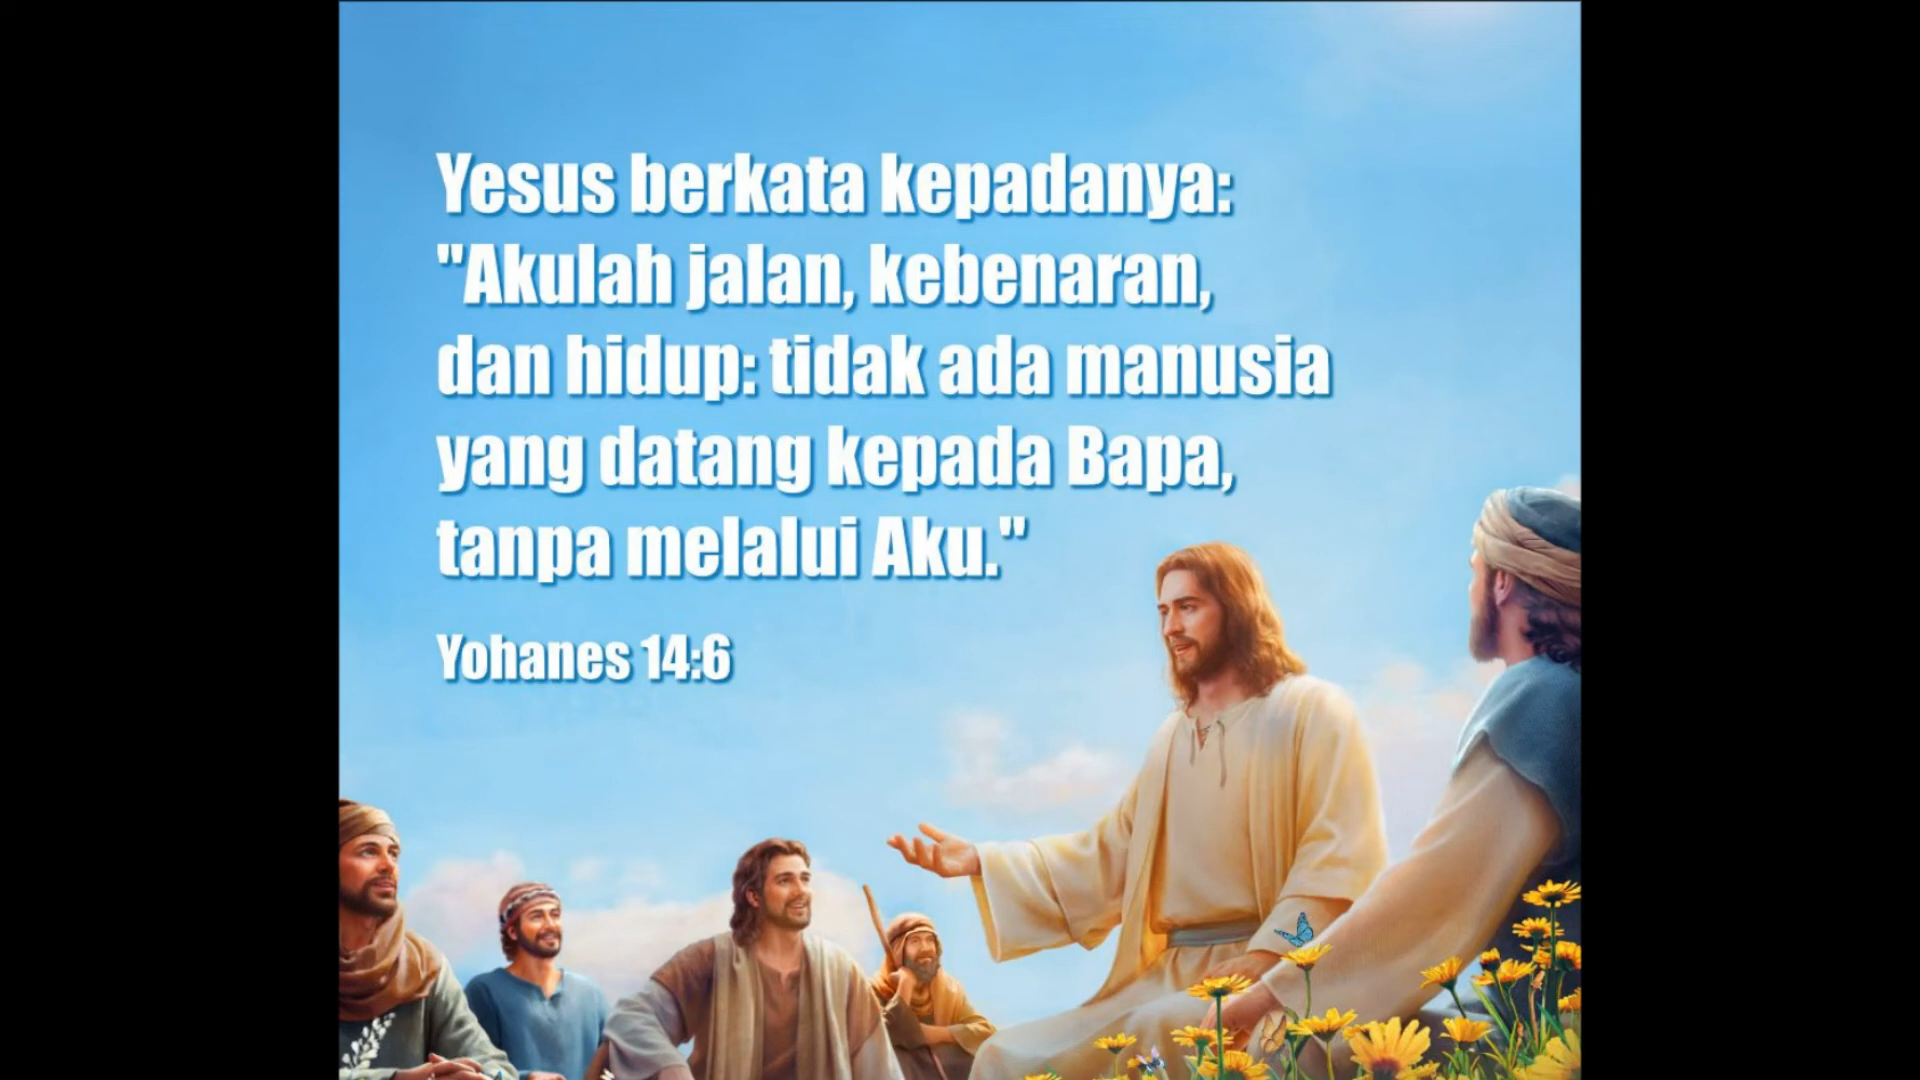 Yesus berkata kepadanya:
"Akulah jalan, kebenaran,
dan hidup: tidak ada manusia
yang datang kepada Bapa,
tanpa melalui Aku."
Yohanes 14:6